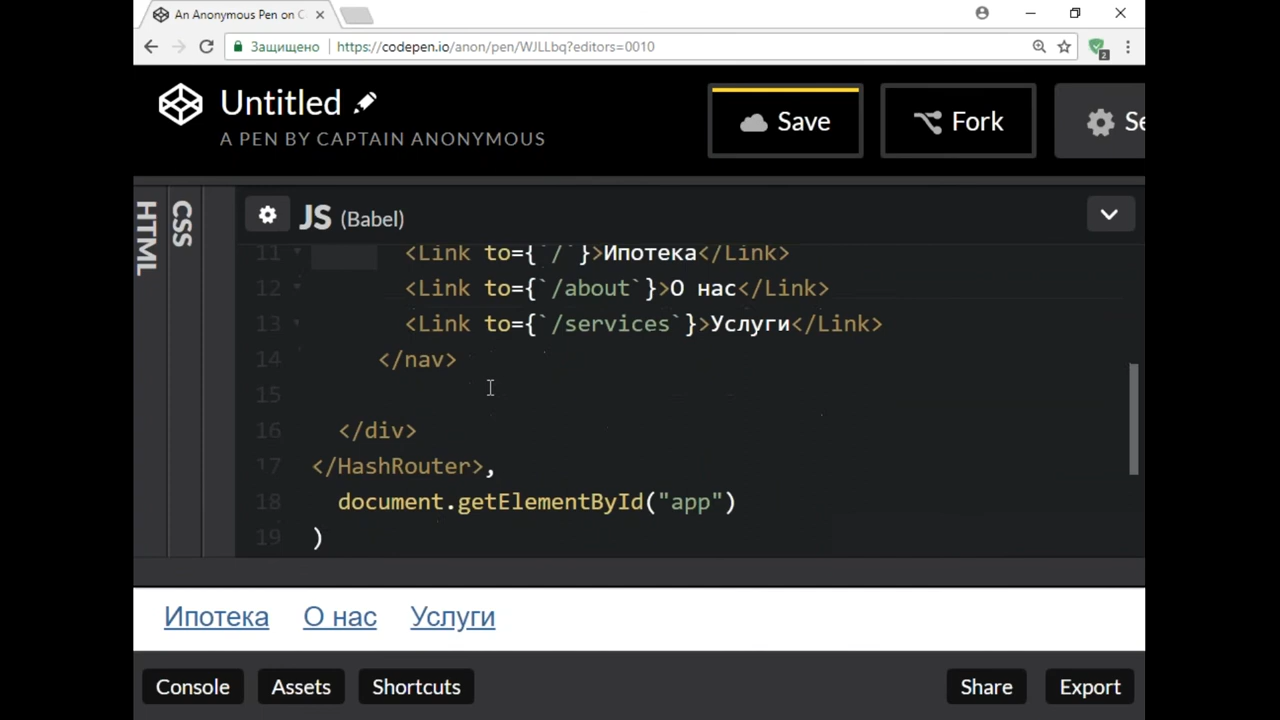 An Anonymous Pen on C
Защищено
https://codepen.io/anon/pen/WJLLbq?editors=0010
2
Untitled
A PEN BY CAPTAIN ANONYMOUS
Save
Fork
Se
HTML
CSS
JS (Babel)
11 <Link to={`/`}>Ипотека</Link>
12 <Link to={`/about`}>О нас</Link>
13 <Link to={`/services`}>Услуги</Link>
14 </nav>
15
16 </div>
17 </HashRouter>,
18 document.getElementById("app")
19 )
Ипотека О нас Услуги
Console Assets Shortcuts Share Export